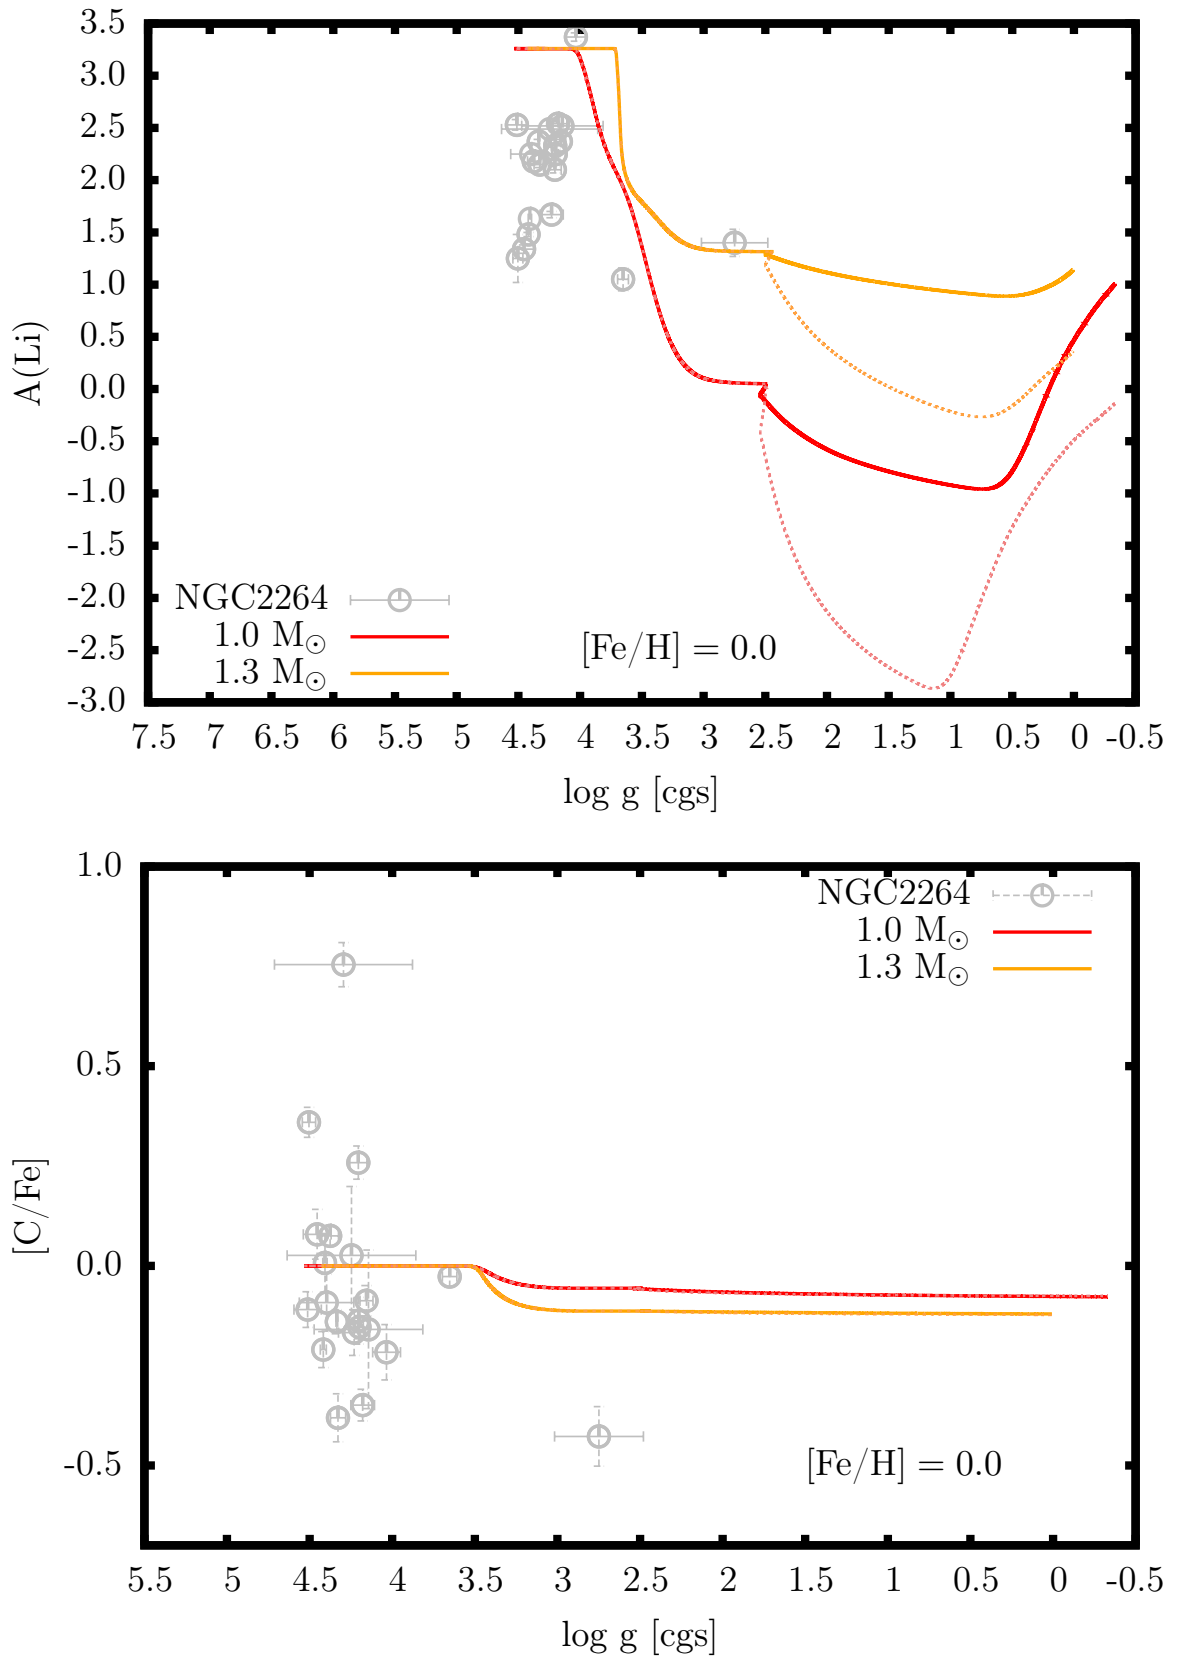 3.5
3.0
2.5
2.0
1.5
1.0
0.5
0.0
-0.5
-1.0
-1.5
-2.0
-2.5
-3.0
A(Li)
NGC2264
1.0 M⊙
1.3 M⊙
[Fe/H] = 0.0
7.5 7 6.5 6 5.5 5 4.5 4 3.5 3 2.5 2 1.5 1 0.5 0 -0.5
log g [cgs]
1.0
0.5
0.0
-0.5
[C/Fe]
NGC2264
1.0 M⊙
1.3 M⊙
[Fe/H] = 0.0
5.5 5 4.5 4 3.5 3 2.5 2 1.5 1 0.5 0 -0.5
log g [cgs]